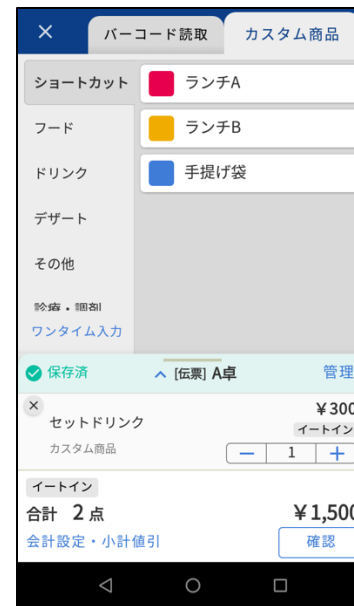 × バーコード読取 カスタム商品
ショートカット
ランチA
フード
ランチB
ドリンク
手提げ袋
デザート
その他
診療・調剤
ワンタイム入力
保存済 [伝票] A卓 管理
× セットドリンク ¥300
イートイン
カスタム商品
− 1 +
イートイン
合計 2点 ¥1,500
会計設定・小計値引 確認